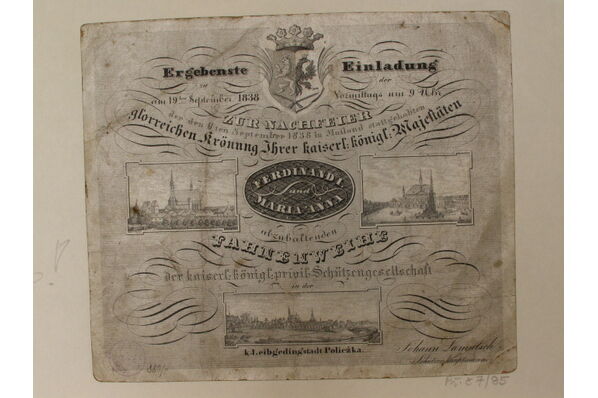 Ergebenste Einladung
zu der
am 19ten September 1838 Vormittags um 9 Uhr
ZUR NACHFEIER
der den 6ten September 1838 in Mailand stattgehabten
glorreichen Krönung Ihrer kaiserl: königl: Majestäten
FERDINAND I.
und
MARIA ANNA
abzuhaltenden
FAHNENWEIHE
der kaiserl: königl: privil: Schützengesellschaft
in der
k. Leibgedingstadt Policzka.
Johann